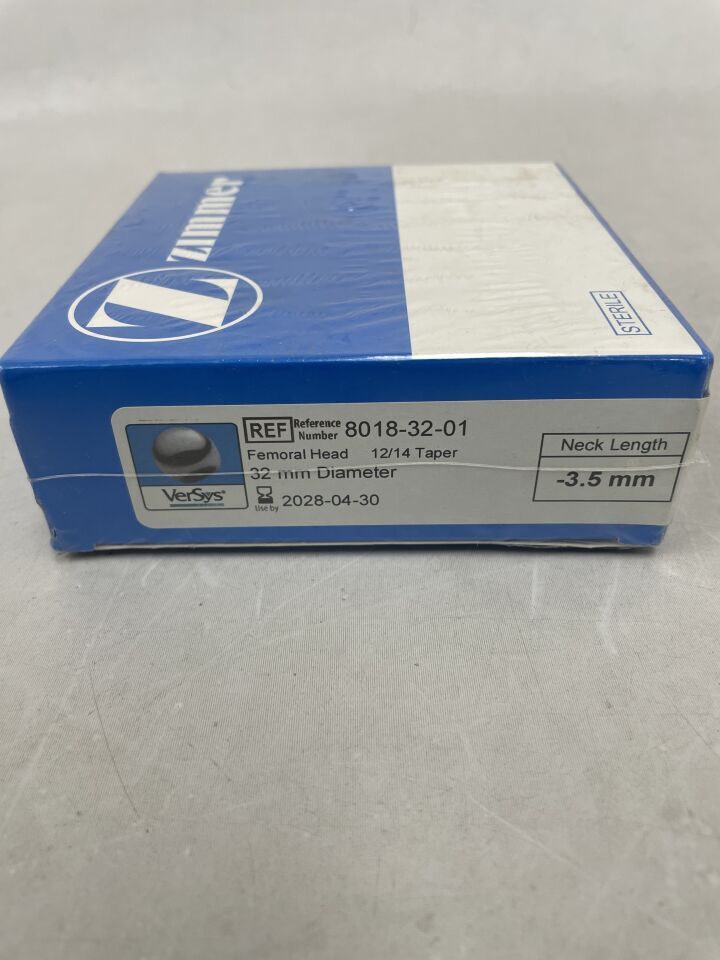 Z zimmer
STERILE
REF Reference Number 8018-32-01
Femoral Head 12/14 Taper
32 mm Diameter
Use by 2028-04-30
VerSys®
Neck Length
-3.5 mm